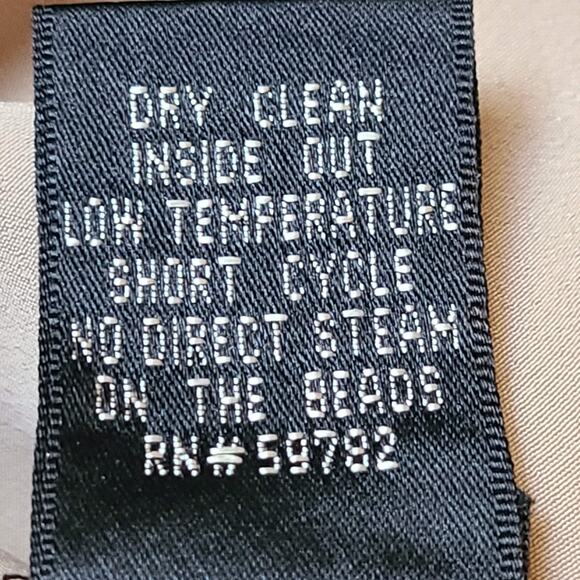 DRY CLEAN
INSIDE OUT
LOW TEMPERATURE
SHORT CYCLE
NO DIRECT STEAM
ON THE BEADS
RN#59782